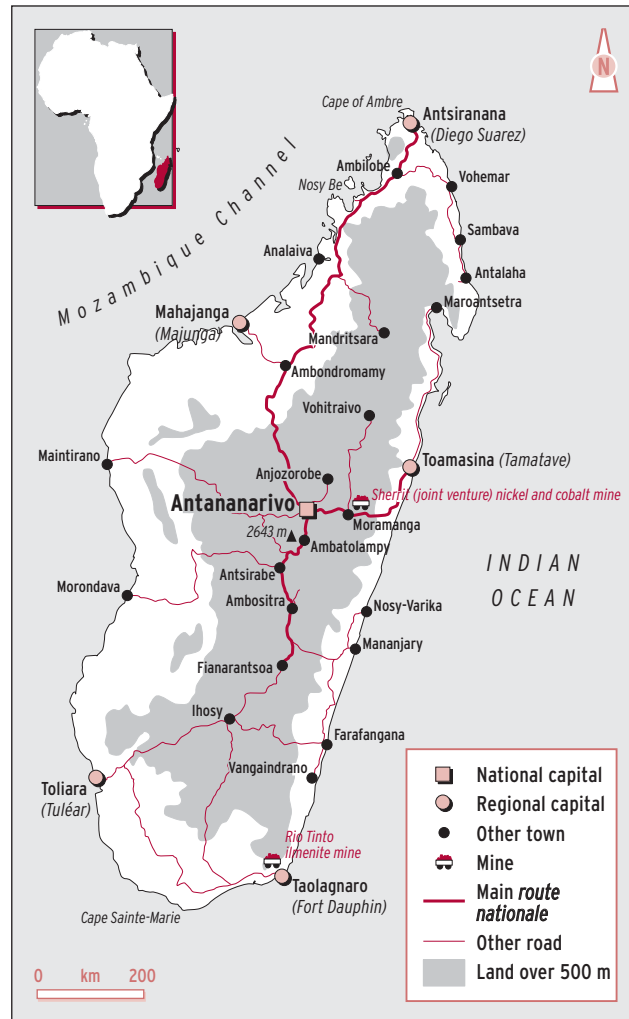 N
Cape of Ambre
Antsiranana
(Diego Suarez)
Ambilobe
Nosy Be
Vohemar
Mozambique Channel
Sambava
Analaiva
Antalaha
Maroantsetra
Mahajanga
(Majunga)
Mandritsara
Ambondromamy
Vohitraivo
Maintirano
Toamasina (Tamatave)
Anjozorobe
Sherrit (joint venture) nickel and cobalt mine
Antananarivo
Moramanga
2643 m
Ambatolampy
INDIAN
OCEAN
Antsirabe
Morondava
Ambositra
Nosy-Varika
Mananjary
Fianarantsoa
Ihosy
Farafangana
Vangaindrano
Toliara
(Tuléar)
Rio Tinto
ilmenite mine
Taolagnaro
(Fort Dauphin)
Cape Sainte-Marie
National capital
Regional capital
Other town
Mine
Main route
nationale
Other road
Land over 500 m
0 km 200